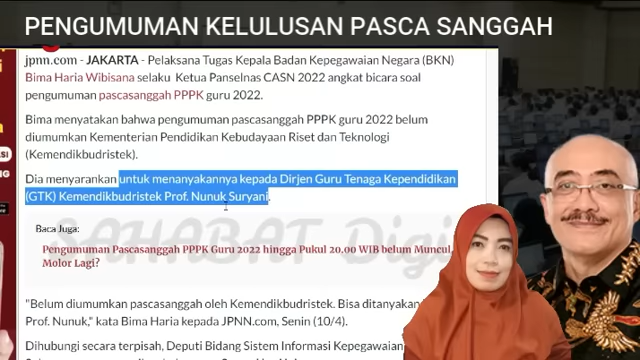 PENGUMUMAN KELULUSAN PASCA SANGGAH
jpnn.com - JAKARTA - Pelaksana Tugas Kepala Badan Kepegawaian Negara (BKN)
Bima Haria Wibisana selaku Ketua Panselnas CASN 2022 angkat bicara soal
pengumuman pascasanggah PPPK guru 2022.
Bima menyatakan bahwa pengumuman pascasanggah PPPK guru 2022 belum
diumumkan Kementerian Pendidikan Kebudayaan Riset dan Teknologi
(Kemendikbudristek).
Dia menyarankan untuk menanyakannya kepada Dirjen Guru Tenaga Kependidikan
(GTK) Kemendikbudristek Prof. Nunuk Suryani.
Baca Juga:
Pengumuman Pascasanggah PPPK Guru 2022 hingga Pukul 20.00 WIB belum Muncul,
Molor Lagi?
SAHABAT Digi
"Belum diumumkan pascasanggah oleh Kemendikbudristek. Bisa ditanyakan
Prof. Nunuk," kata Bima Haria kepada JPNN.com, Senin (10/4).
Dihubungi secara terpisah, Deputi Bidang Sistem Informasi Kepegawaian